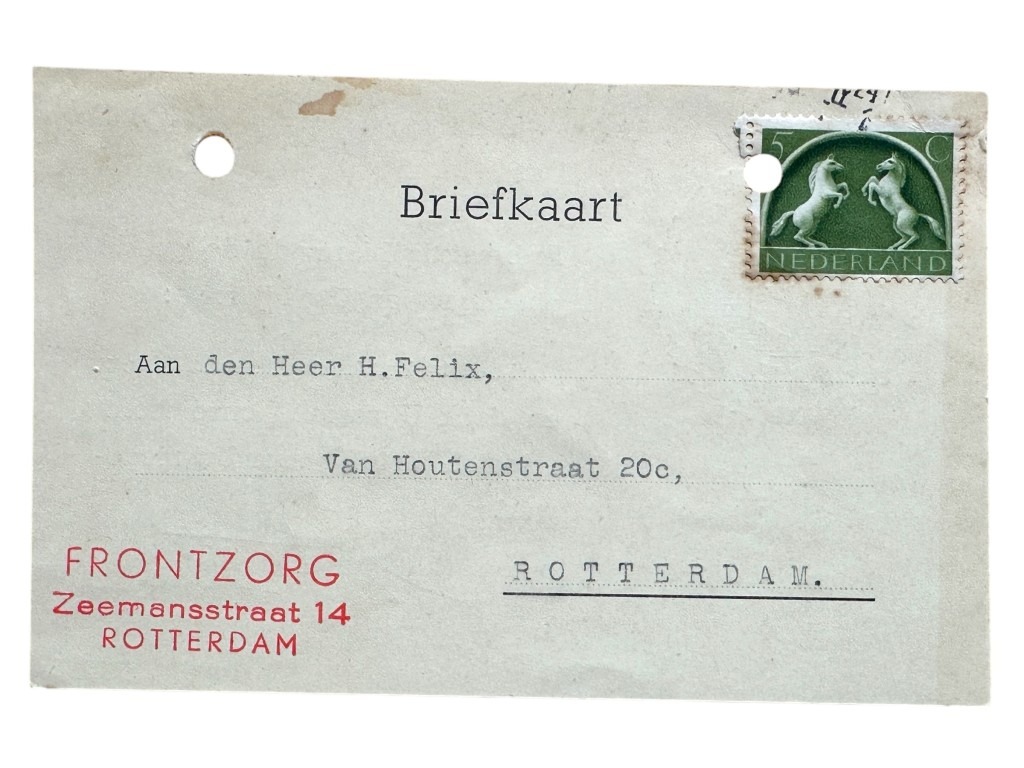 Briefkaart
5 C
NEDERLAND
Aan den Heer H.Felix,
Van Houtenstraat 20c,
ROTTERDAM.
FRONTZORG
Zeemansstraat 14
ROTTERDAM